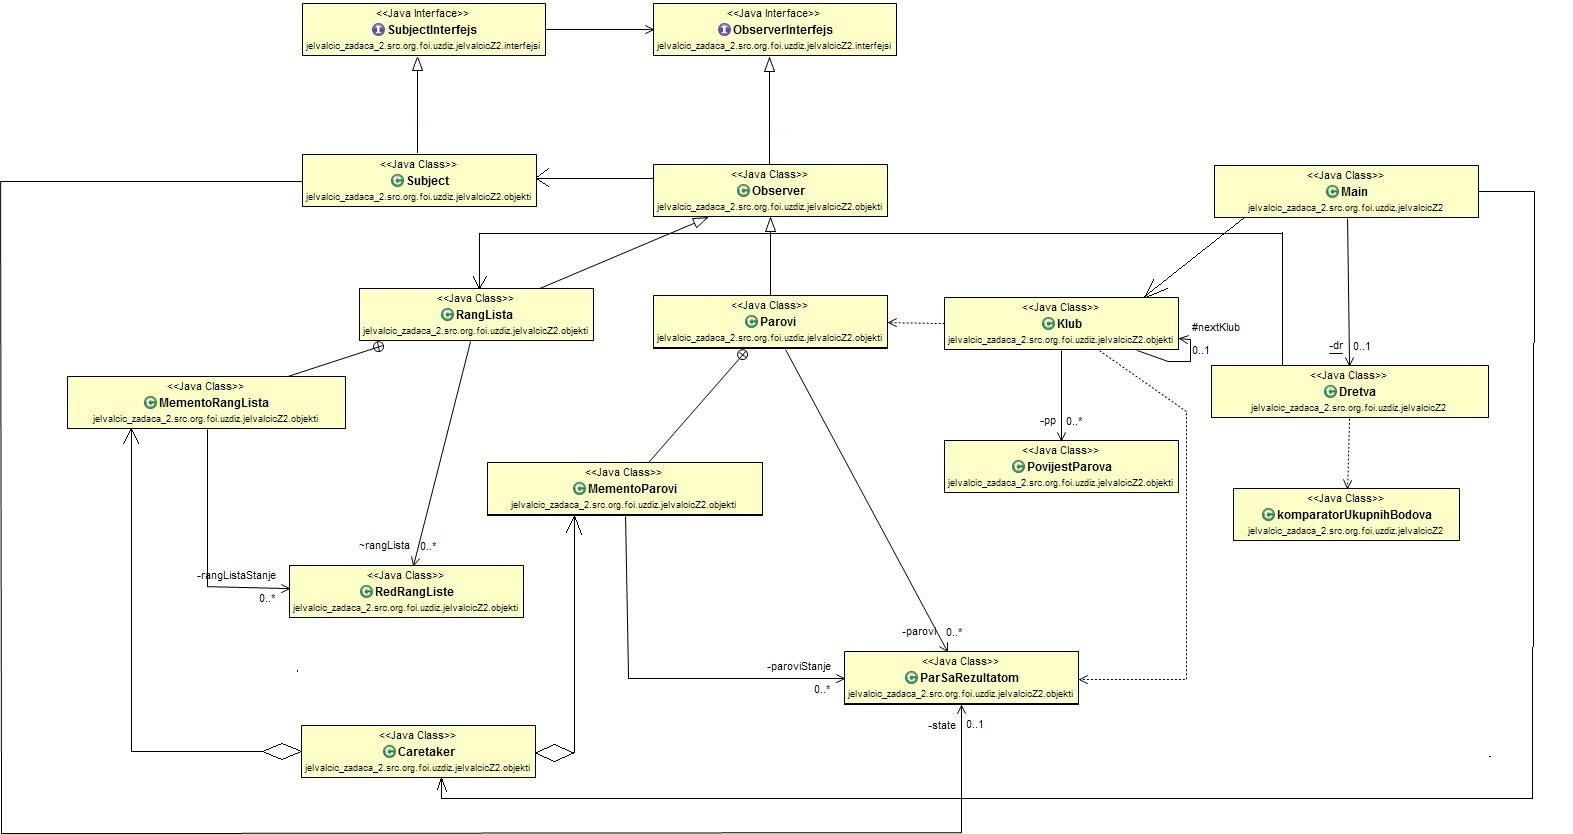 <<Java Interface>>
SubjectInterfejs
jelvalcic_zadaca_2.src.org.foi.uzdiz.jelvalcicZ2.interfejsi
<<Java Interface>>
ObserverInterfejs
jelvalcic_zadaca_2.src.org.foi.uzdiz.jelvalcicZ2.interfejsi
<<Java Class>>
Subject
jelvalcic_zadaca_2.src.org.foi.uzdiz.jelvalcicZ2.objekti
<<Java Class>>
Observer
jelvalcic_zadaca_2.src.org.foi.uzdiz.jelvalcicZ2.objekti
<<Java Class>>
Main
jelvalcic_zadaca_2.src.org.foi.uzdiz.jelvalcicZ2
<<Java Class>>
RangLista
jelvalcic_zadaca_2.src.org.foi.uzdiz.jelvalcicZ2.objekti
<<Java Class>>
Parovi
jelvalcic_zadaca_2.src.org.foi.uzdiz.jelvalcicZ2.objekti
<<Java Class>>
Klub
jelvalcic_zadaca_2.src.org.foi.uzdiz.jelvalcicZ2.objekti
#nextKlub
0..1
-dr
0..1
<<Java Class>>
MementoRangLista
jelvalcic_zadaca_2.src.org.foi.uzdiz.jelvalcicZ2.objekti
<<Java Class>>
Dretva
jelvalcic_zadaca_2.src.org.foi.uzdiz.jelvalcicZ2
-pp
0..*
<<Java Class>>
PovijestParova
jelvalcic_zadaca_2.src.org.foi.uzdiz.jelvalcicZ2.objekti
<<Java Class>>
MementoParovi
jelvalcic_zadaca_2.src.org.foi.uzdiz.jelvalcicZ2.objekti
<<Java Class>>
komparatorUkupnihBodova
jelvalcic_zadaca_2.src.org.foi.uzdiz.jelvalcicZ2
~rangLista
0..*
-rangListaStanje
0..*
<<Java Class>>
RedRangListe
jelvalcic_zadaca_2.src.org.foi.uzdiz.jelvalcicZ2.objekti
-parovi
0..*
-paroviStanje
0..*
<<Java Class>>
ParSaRezultatom
jelvalcic_zadaca_2.src.org.foi.uzdiz.jelvalcicZ2.objekti
-state
0..1
<<Java Class>>
Caretaker
jelvalcic_zadaca_2.src.org.foi.uzdiz.jelvalcicZ2.objekti